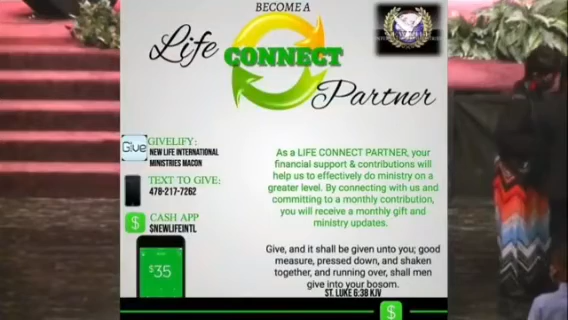 BECOME A
Life
CONNECT
Partner
Give
GIVELIFY:
NEW LIFE INTERNATIONAL
MINISTRIES MACON
TEXT TO GIVE:
478-217-7262
$
CASH APP
$NEWLIFEINTL
$35
As a LIFE CONNECT PARTNER, your
financial support & contributions will
help us to effectively do ministry on a
greater level. By connecting with us and
committing to a monthly contribution,
you will receive a monthly gift and
ministry updates.
Give, and it shall be given unto you; good
measure, pressed down, and shaken
together, and running over, shall men
give into your bosom.
ST. LUKE 6:38 KJV
$